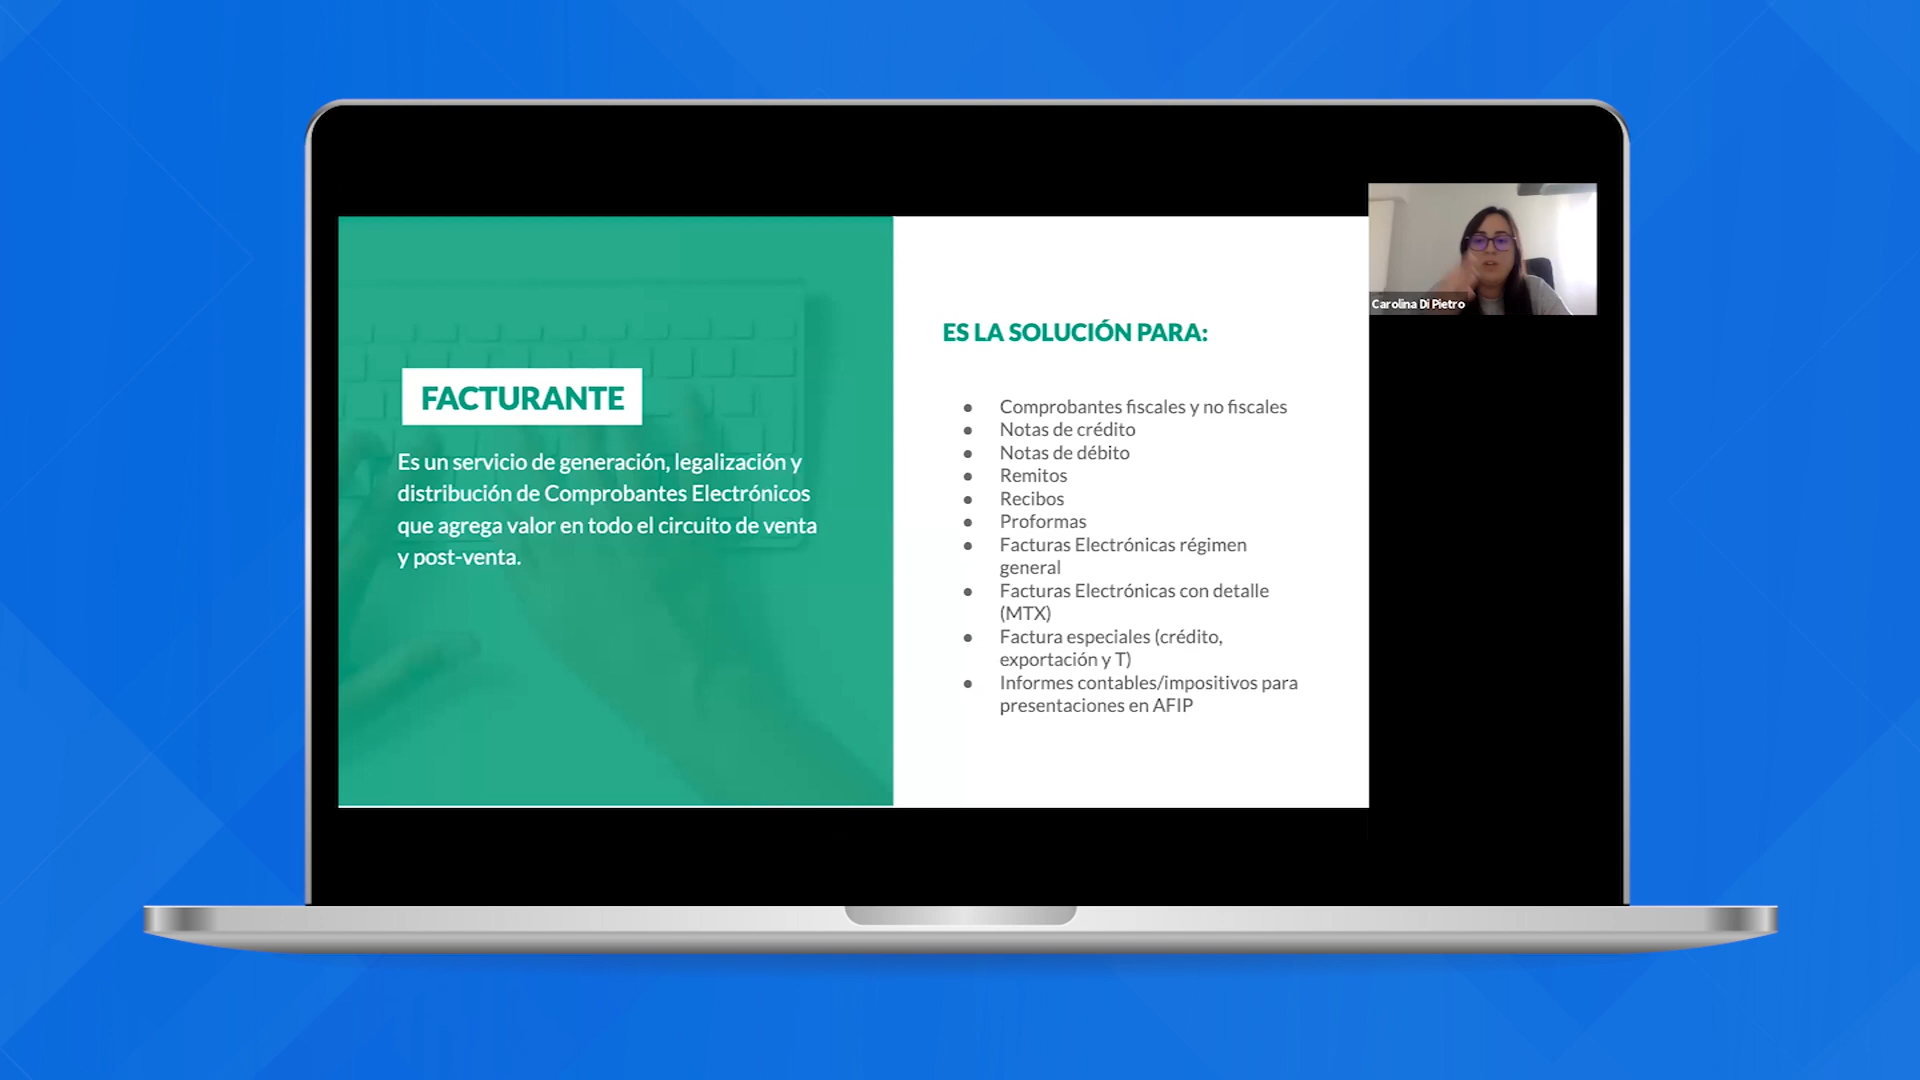 FACTURANTE
Es un servicio de generación, legalización y
distribución de Comprobantes Electrónicos
que agrega valor en todo el circuito de venta
y post-venta.
ES LA SOLUCIÓN PARA:
● Comprobantes fiscales y no fiscales
● Notas de crédito
● Notas de débito
● Remitos
● Recibos
● Proformas
● Facturas Electrónicas régimen
general
● Facturas Electrónicas con detalle
(MTX)
● Factura especiales (crédito,
exportación y T)
● Informes contables/impositivos para
presentaciones en AFIP
Carolina Di Pietro